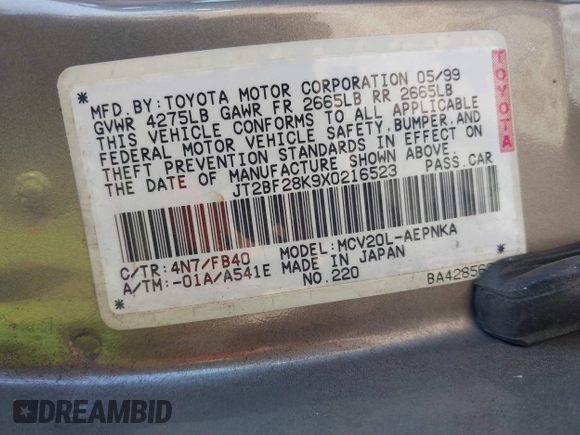 MFD.BY:TOYOTA MOTOR CORPORATION 05/99
GVWR 4275LB GAWR FR 2665LB RR 2665LB
THIS VEHICLE CONFORMS TO ALL APPLICABLE
FEDERAL MOTOR VEHICLE SAFETY,BUMPER,AND
THEFT PREVENTION STANDARDS IN EFFECT ON
THE DATE OF MANUFACTURE SHOWN ABOVE.
JT2BF28K9X0216523 PASS.CAR
C/TR:4N7/FB40 MODEL:MCV20L-AEPNKA
A/TM:-01A/A541E MADE IN JAPAN
NO.220
TOYOTA
DREAMBID